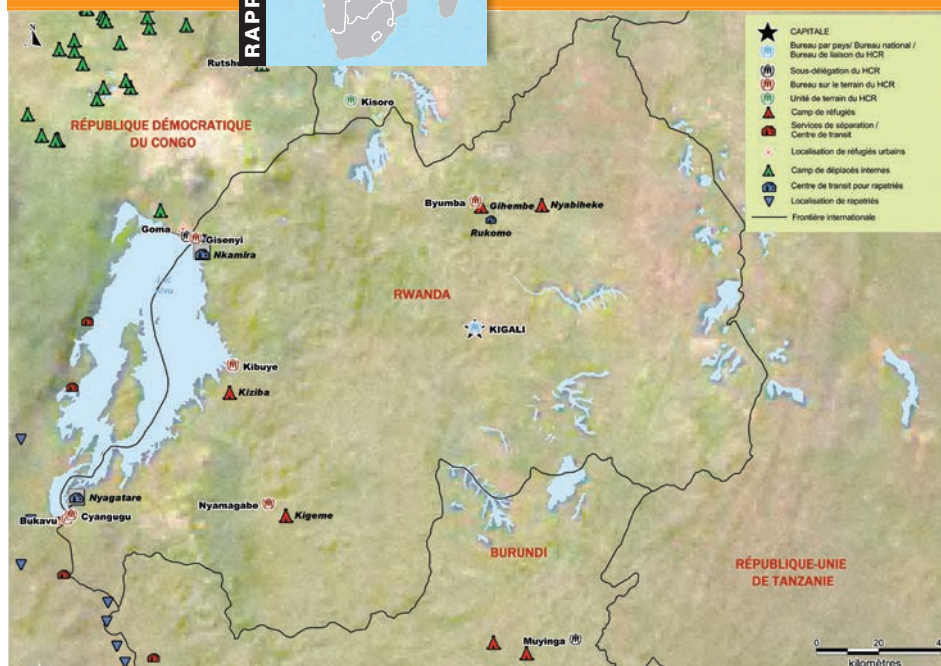 RAPP
CAPITALE
Bureau par pays/ Bureau national /
Bureau de liaison du HCR
Sous-délégation du HCR
Bureau sur le terrain du HCR
Unité de terrain du HCR
Camp de réfugiés
Services de séparation /
Centre de transit
Localisation de réfugiés urbains
Camp de déplacés internes
Centre de transit pour rapatriés
Localisation de rapatriés
Frontière internationale
Kisoro
RÉPUBLIQUE DÉMOCRATIQUE
DU CONGO
Byumba
Gihembe
Nyabiheke
Rukomo
Goma
Gisenyi
Nkamira
RWANDA
KIGALI
Kibuye
Kiziba
Nyagatare
Bukavu
Cyangugu
Nyamagabe
Kigeme
BURUNDI
RÉPUBLIQUE-UNIE
DE TANZANIE
Muyinga
0 20
kilomètres